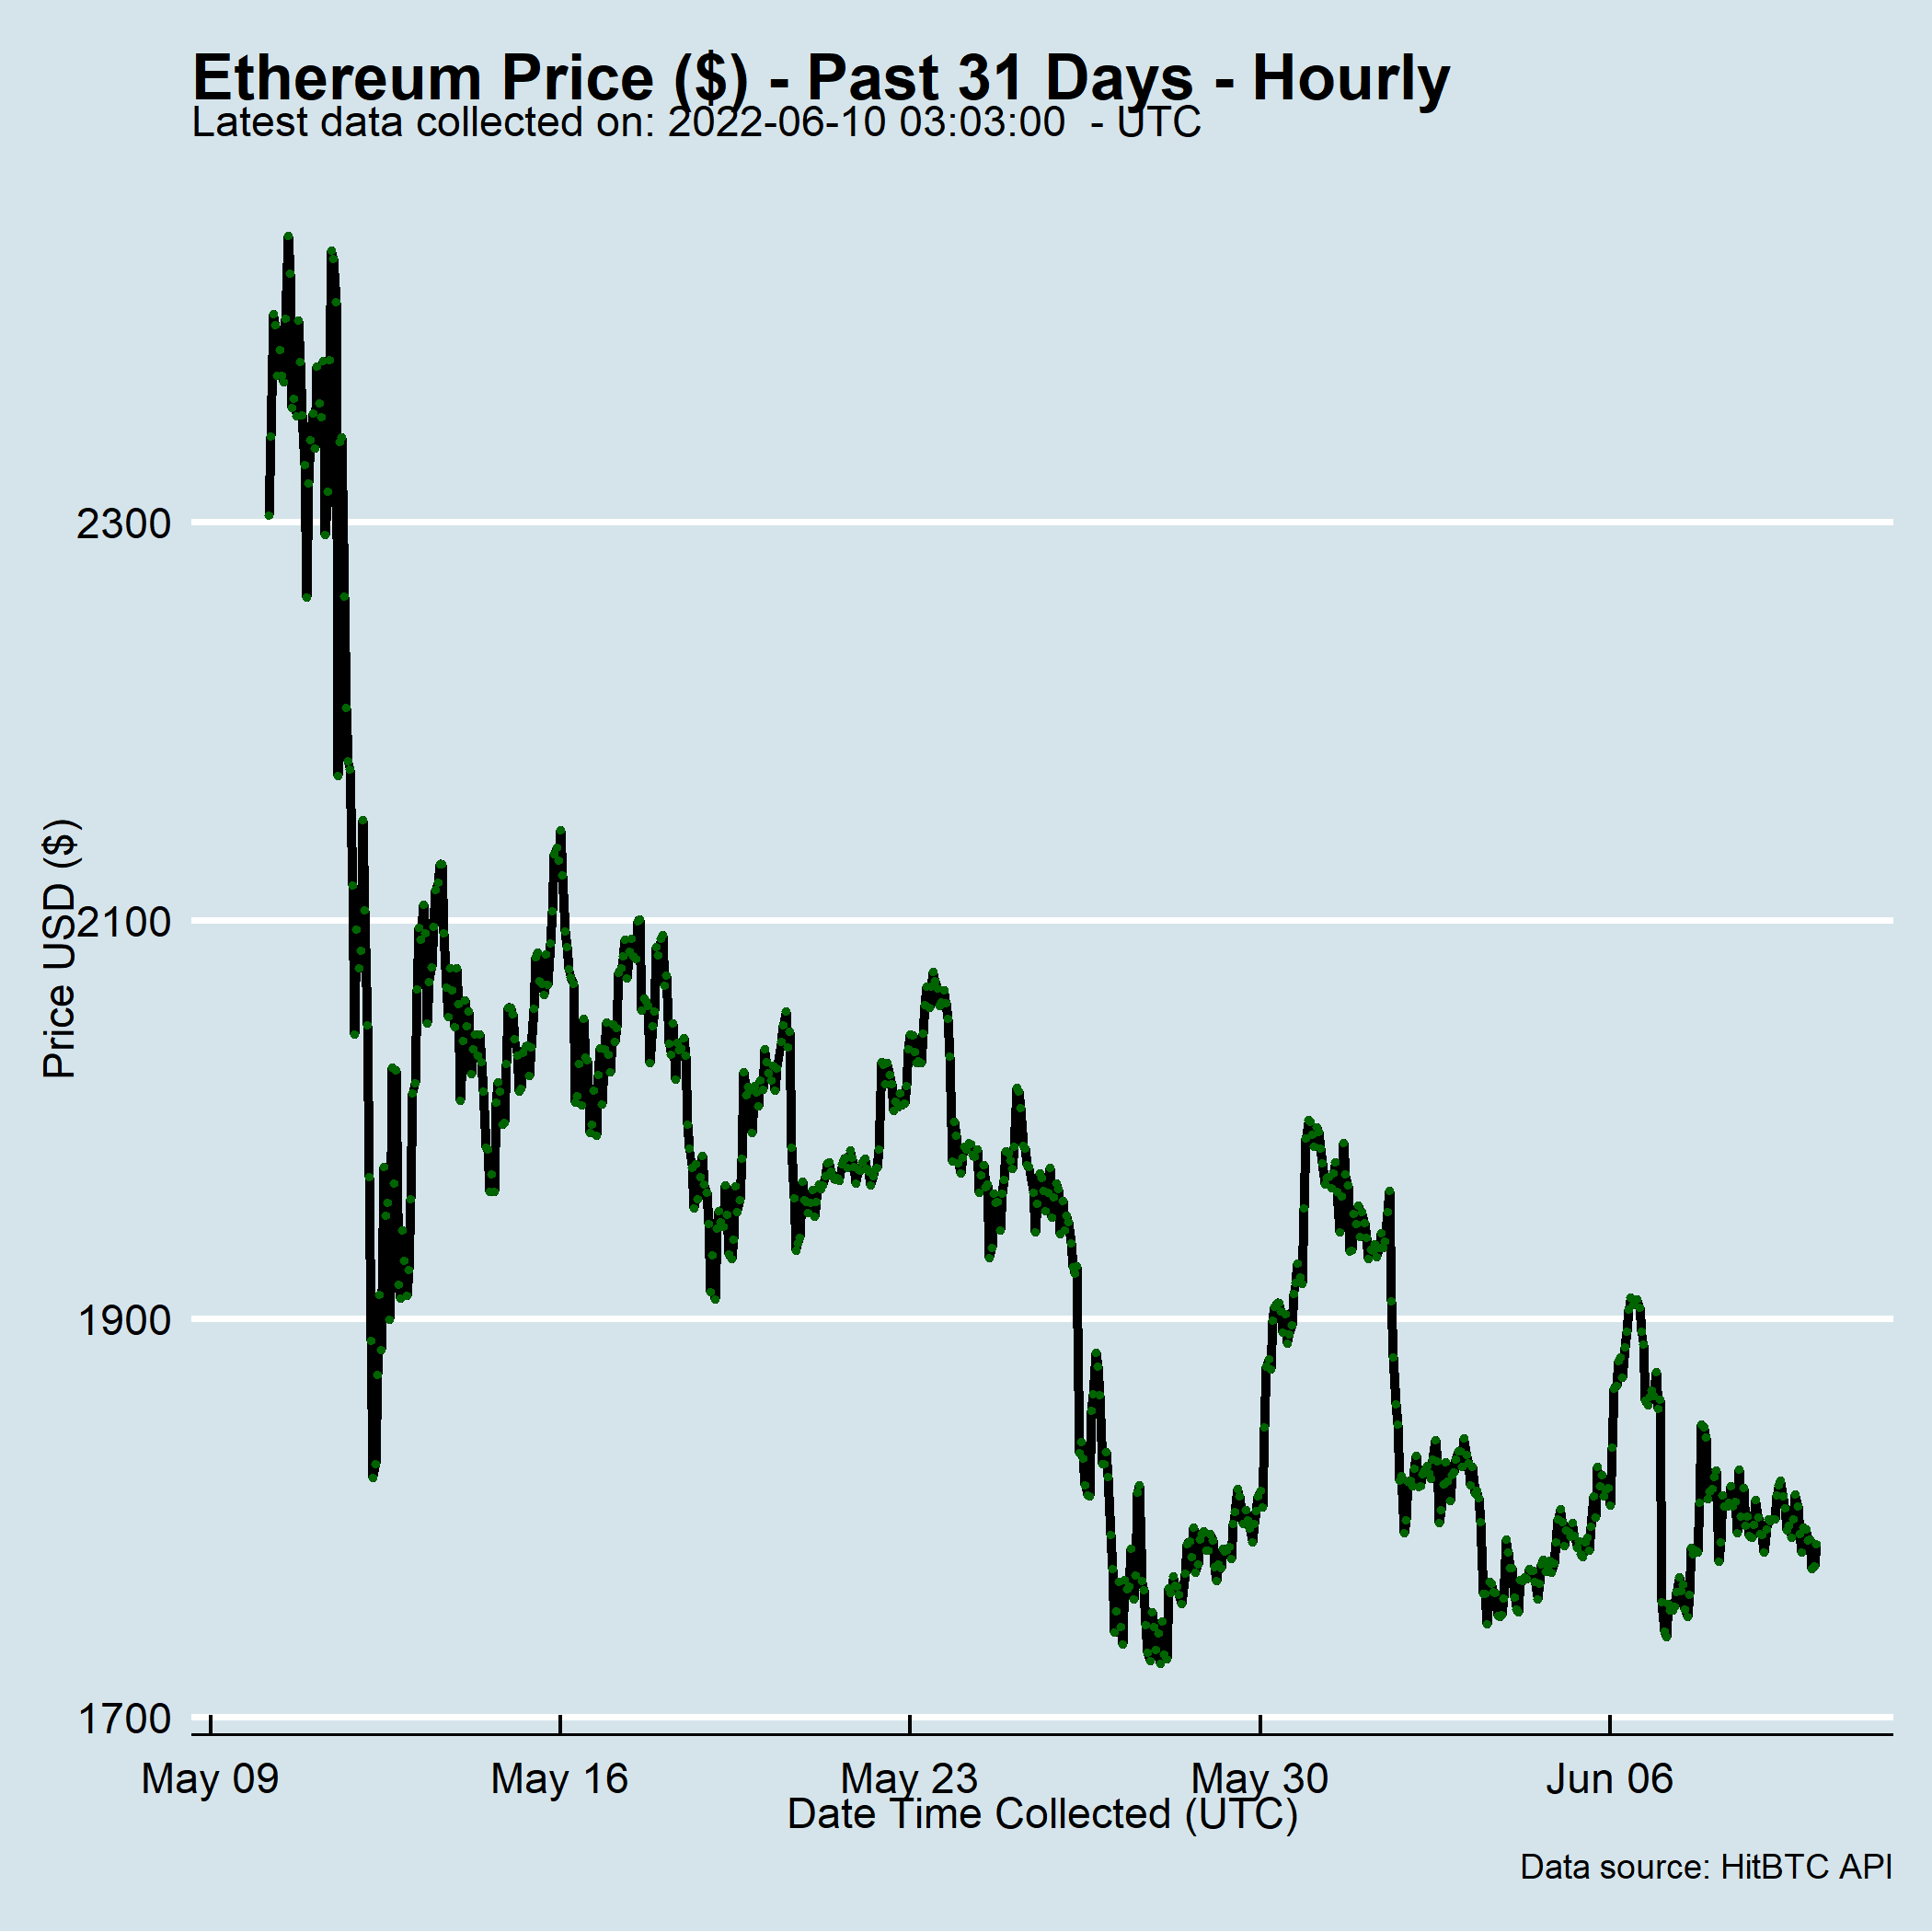 Ethereum Price ($) - Past 31 Days - Hourly
Latest data collected on: 2022-06-10 03:03:00  - UTC
Price USD ($)
2300
2100
1900
1700
May 09 May 16 May 23 May 30 Jun 06
Date Time Collected (UTC)
Data source: HitBTC API